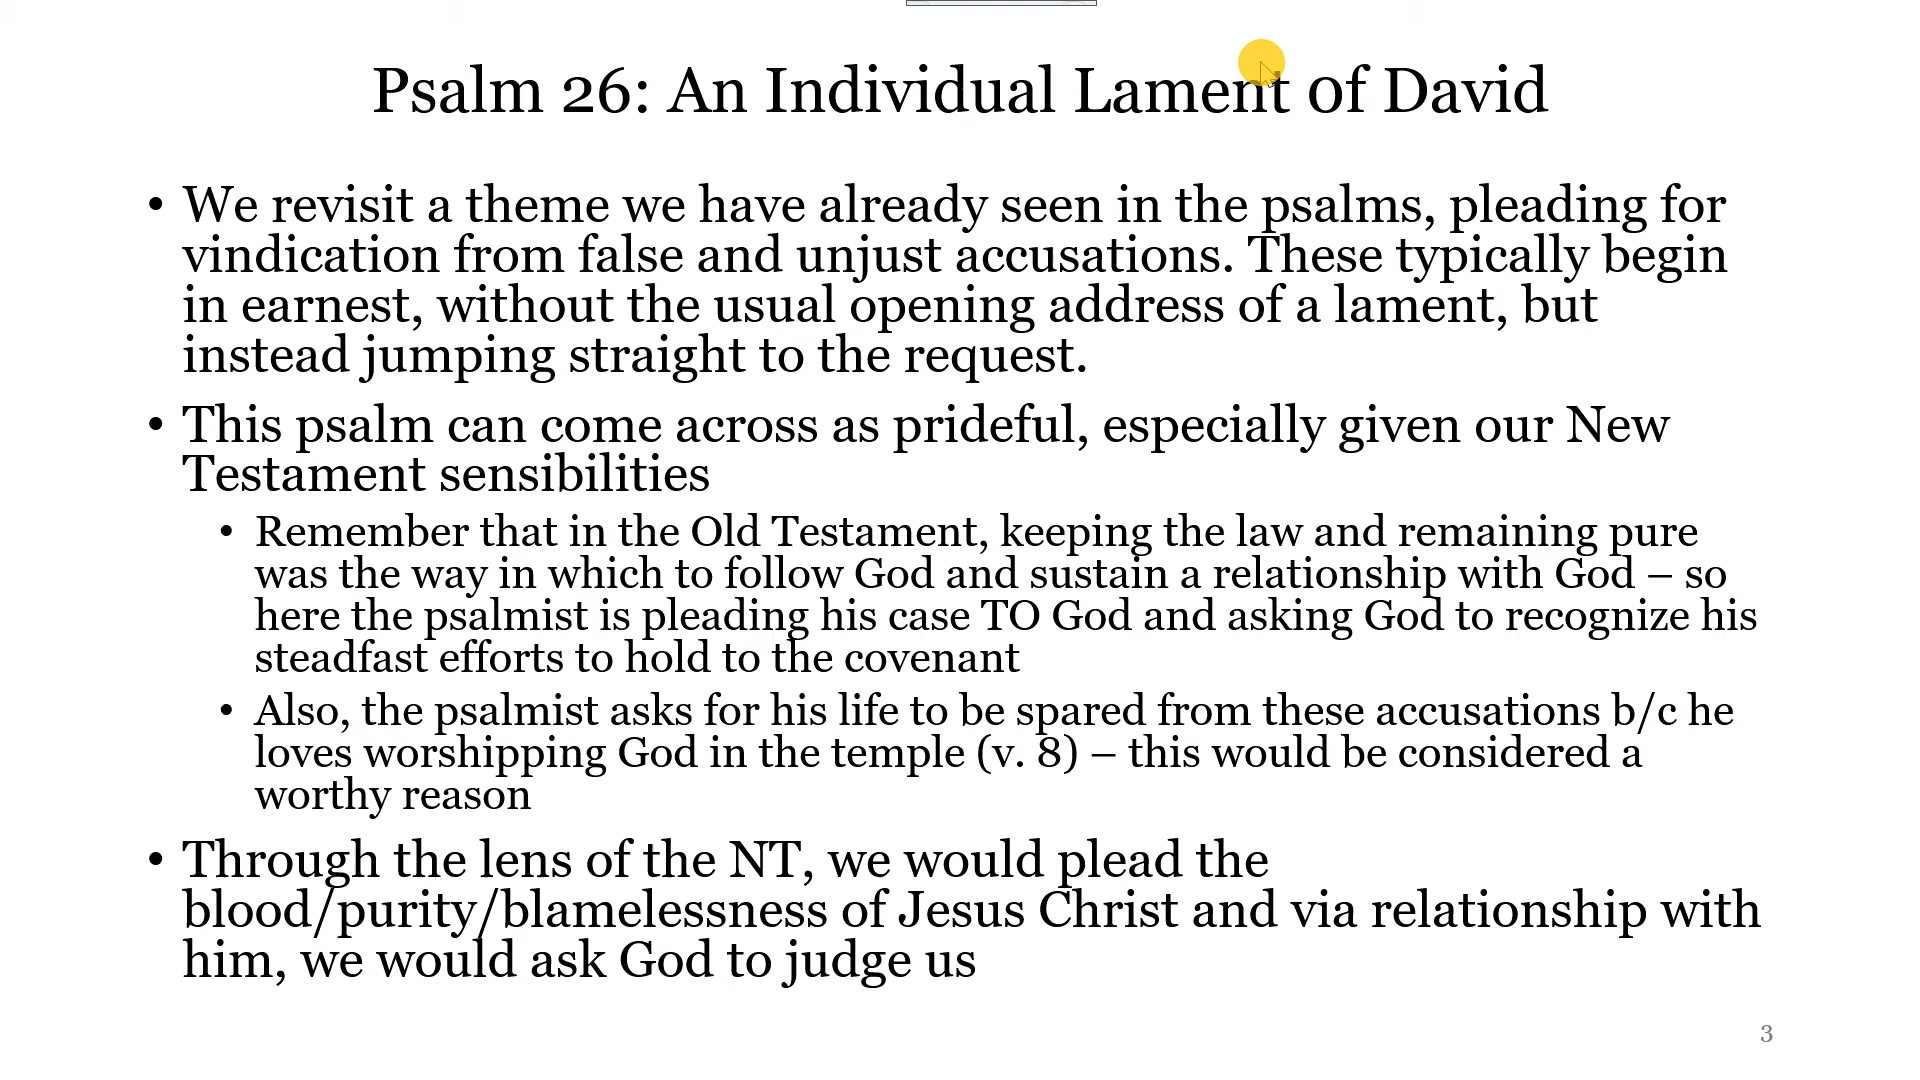 Psalm 26: An Individual Lament of David
• We revisit a theme we have already seen in the psalms, pleading for
vindication from false and unjust accusations. These typically begin
in earnest, without the usual opening address of a lament, but
instead jumping straight to the request.
• This psalm can come across as prideful, especially given our New
Testament sensibilities
• Remember that in the Old Testament, keeping the law and remaining pure
was the way in which to follow God and sustain a relationship with God – so
here the psalmist is pleading his case TO God and asking God to recognize his
steadfast efforts to hold to the covenant
• Also, the psalmist asks for his life to be spared from these accusations b/c he
loves worshipping God in the temple (v. 8) – this would be considered a
worthy reason
• Through the lens of the NT, we would plead the
blood/purity/blamelessness of Jesus Christ and via relationship with
him, we would ask God to judge us
3